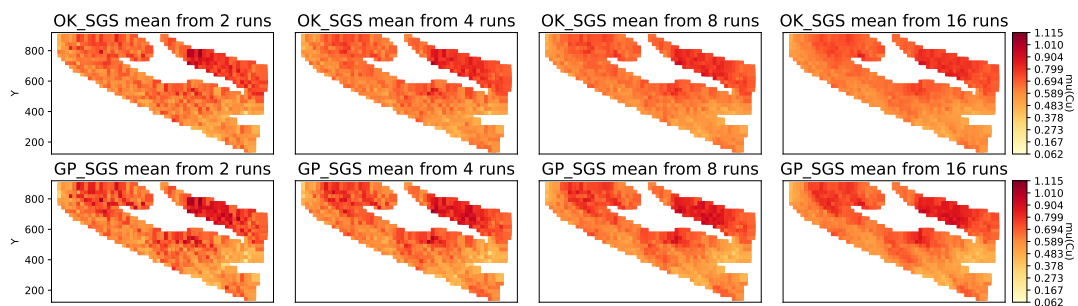 OK_SGS mean from 2 runs
OK_SGS mean from 4 runs
OK_SGS mean from 8 runs
OK_SGS mean from 16 runs
800
600
400
200
Y
1.115
1.010
0.904
0.799
0.694
0.589
0.483
0.378
0.273
0.167
0.062
mu(Cu)
GP_SGS mean from 2 runs
GP_SGS mean from 4 runs
GP_SGS mean from 8 runs
GP_SGS mean from 16 runs
800
600
400
200
Y
1.115
1.010
0.904
0.799
0.694
0.589
0.483
0.378
0.273
0.167
0.062
mu(Cu)